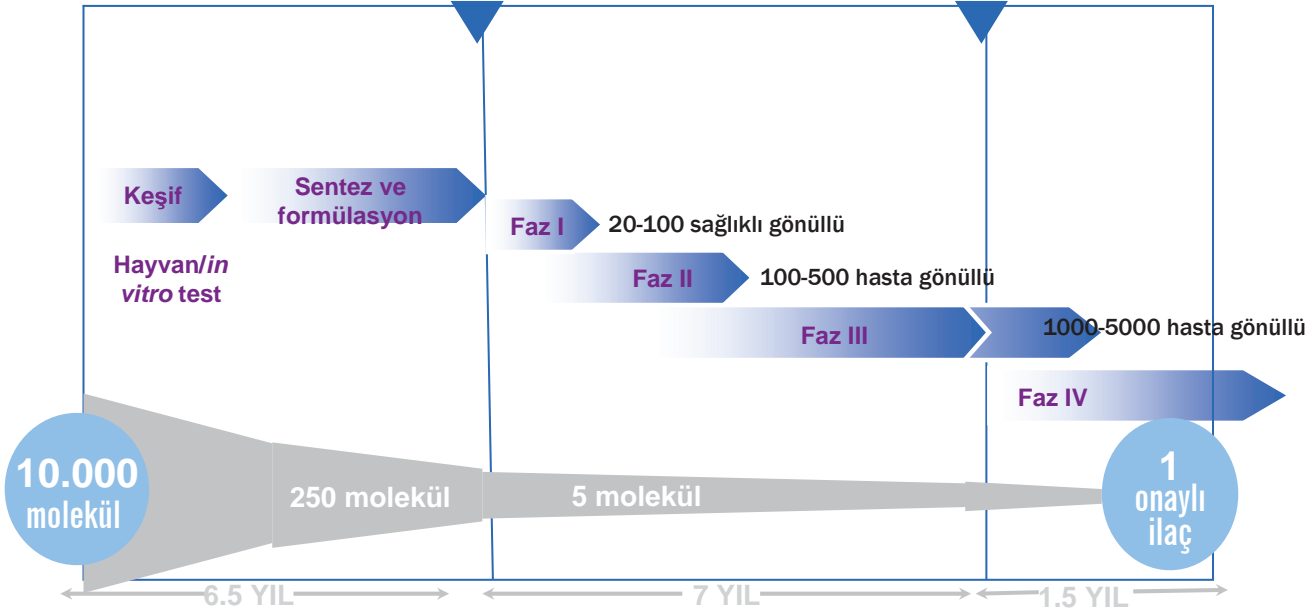 Keşif
Sentez ve
formülasyon
Hayvan/in
vitro test
Faz I
20-100 sağlıklı gönüllü
Faz II
100-500 hasta gönüllü
Faz III
1000-5000 hasta gönüllü
Faz IV
10.000
molekül
250 molekül
5 molekül
1
onaylı
ilaç
6.5 YIL
7 YIL
1.5 YIL